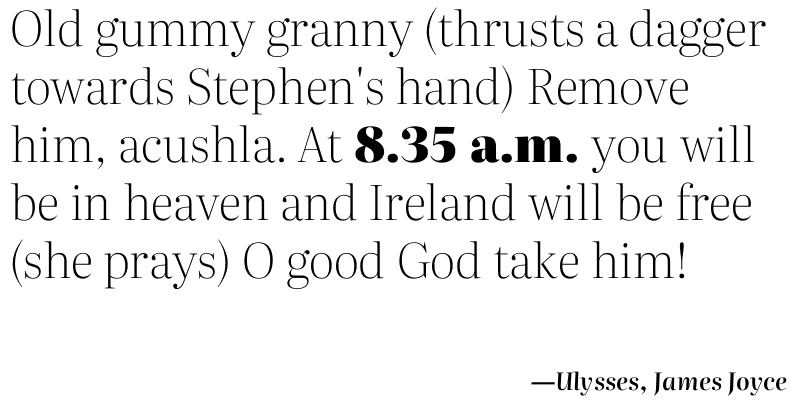 Old gummy granny (thrusts a dagger
towards Stephen's hand) Remove
him, acushla. At 8.35 a.m. you will
be in heaven and Ireland will be free
(she prays) O good God take him!
—Ulysses, James Joyce